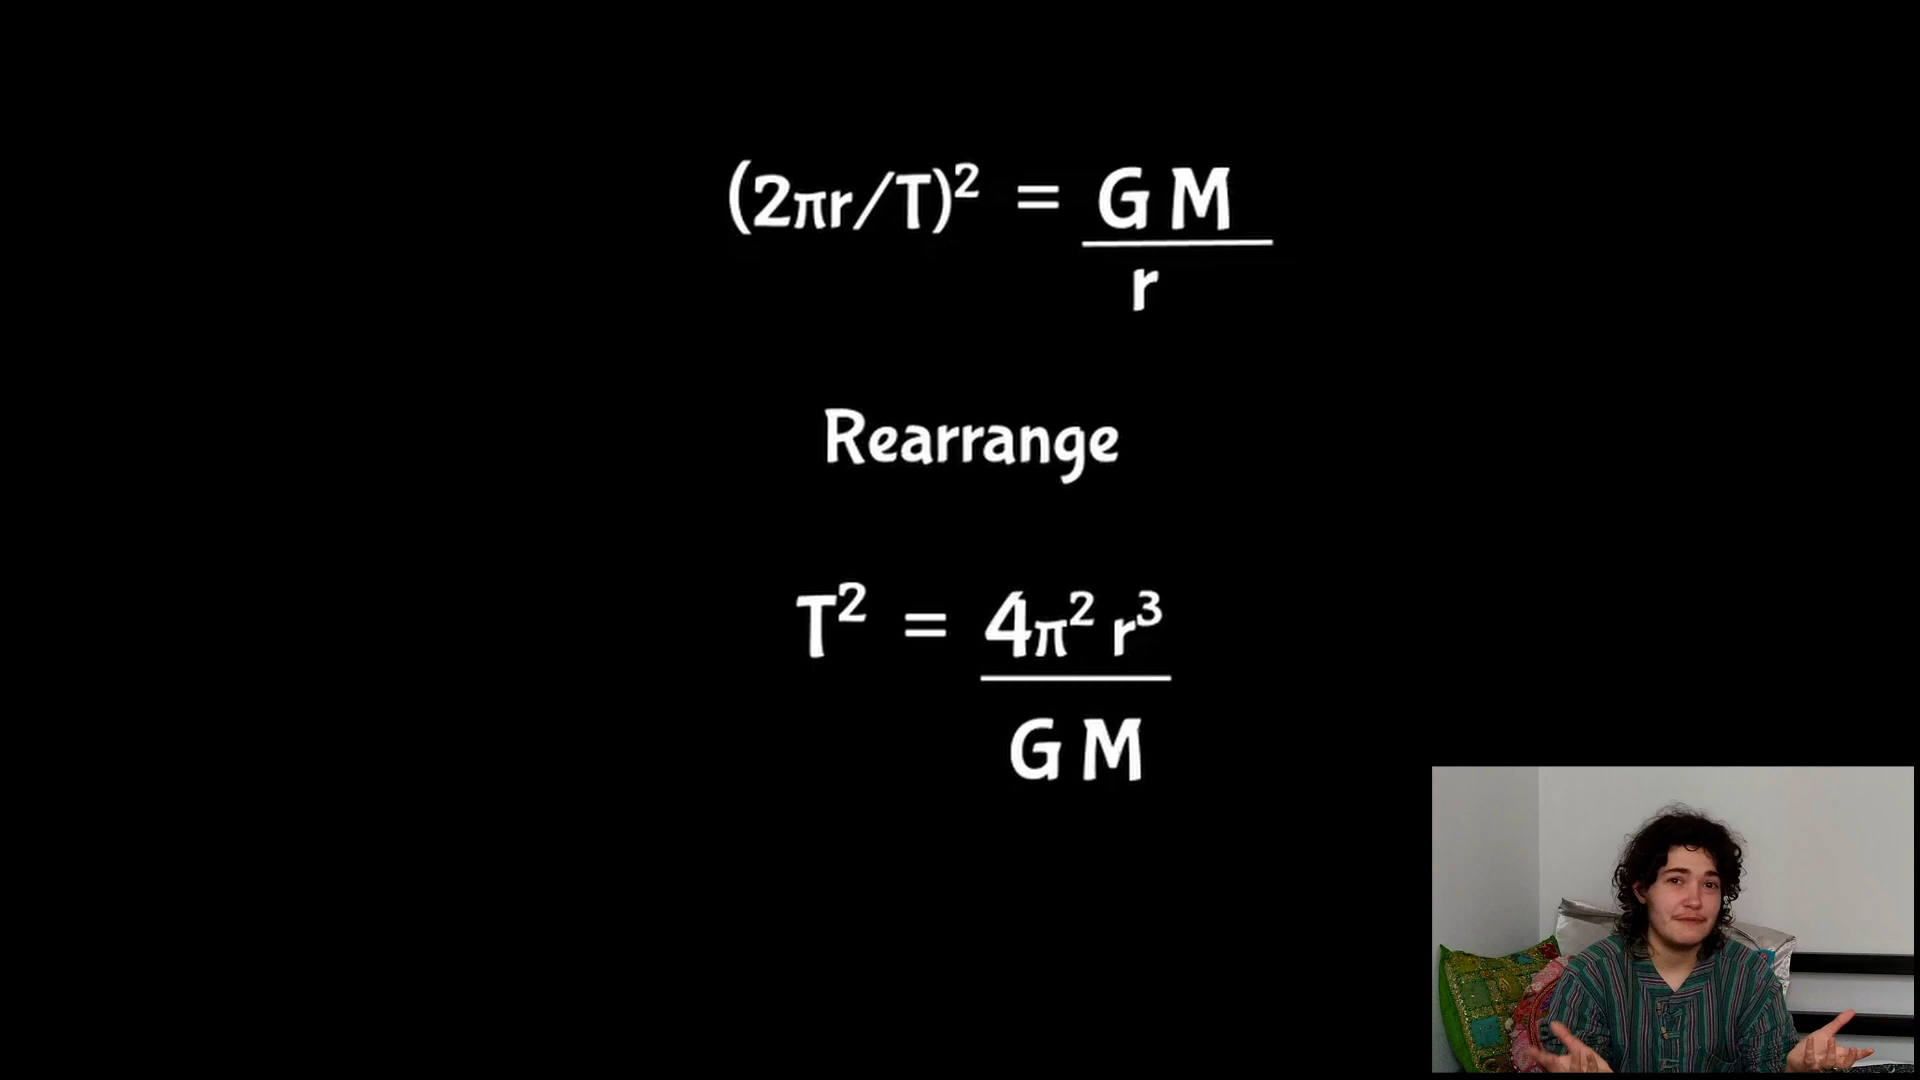 (2πr/T)² = G M
r
Rearrange
T² = 4π² r³
G M